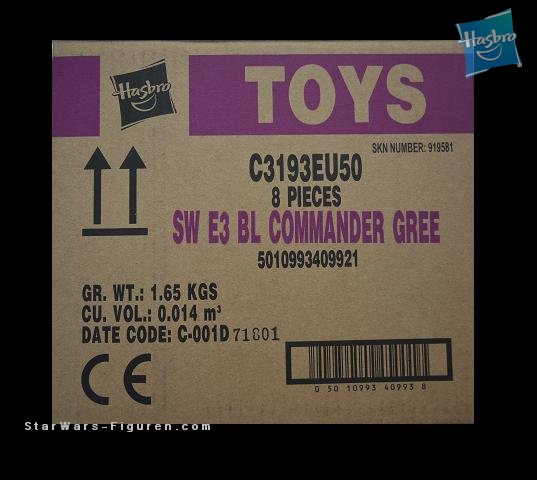 Hasbro
Hasbro
TOYS
SKN NUMBER: 919581
C3193EU50
8 PIECES
SW E3 BL COMMANDER GREE
5010993409921
GR. WT.: 1.65 KGS
CU. VOL.: 0.014 m³
DATE CODE: C-001D 71801
CE
0 50 10993 40993 8
StarWars-Figuren.com